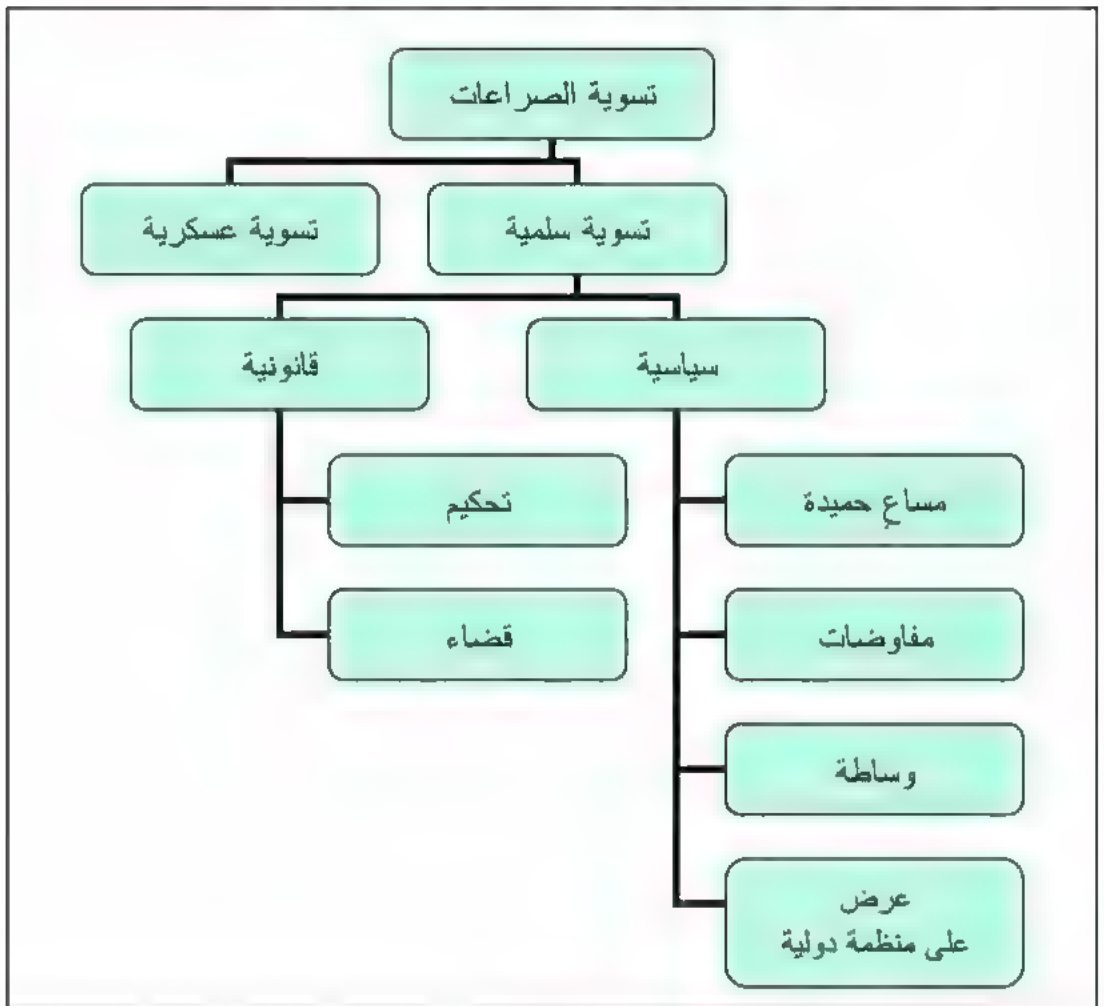 تسوية الصراعات
تسوية سلمية
تسوية عسكرية
سياسية
قانونية
مساعٍ حميدة
تحكيم
مفاوضات
قضاء
وساطة
عرض
على منظمة دولية